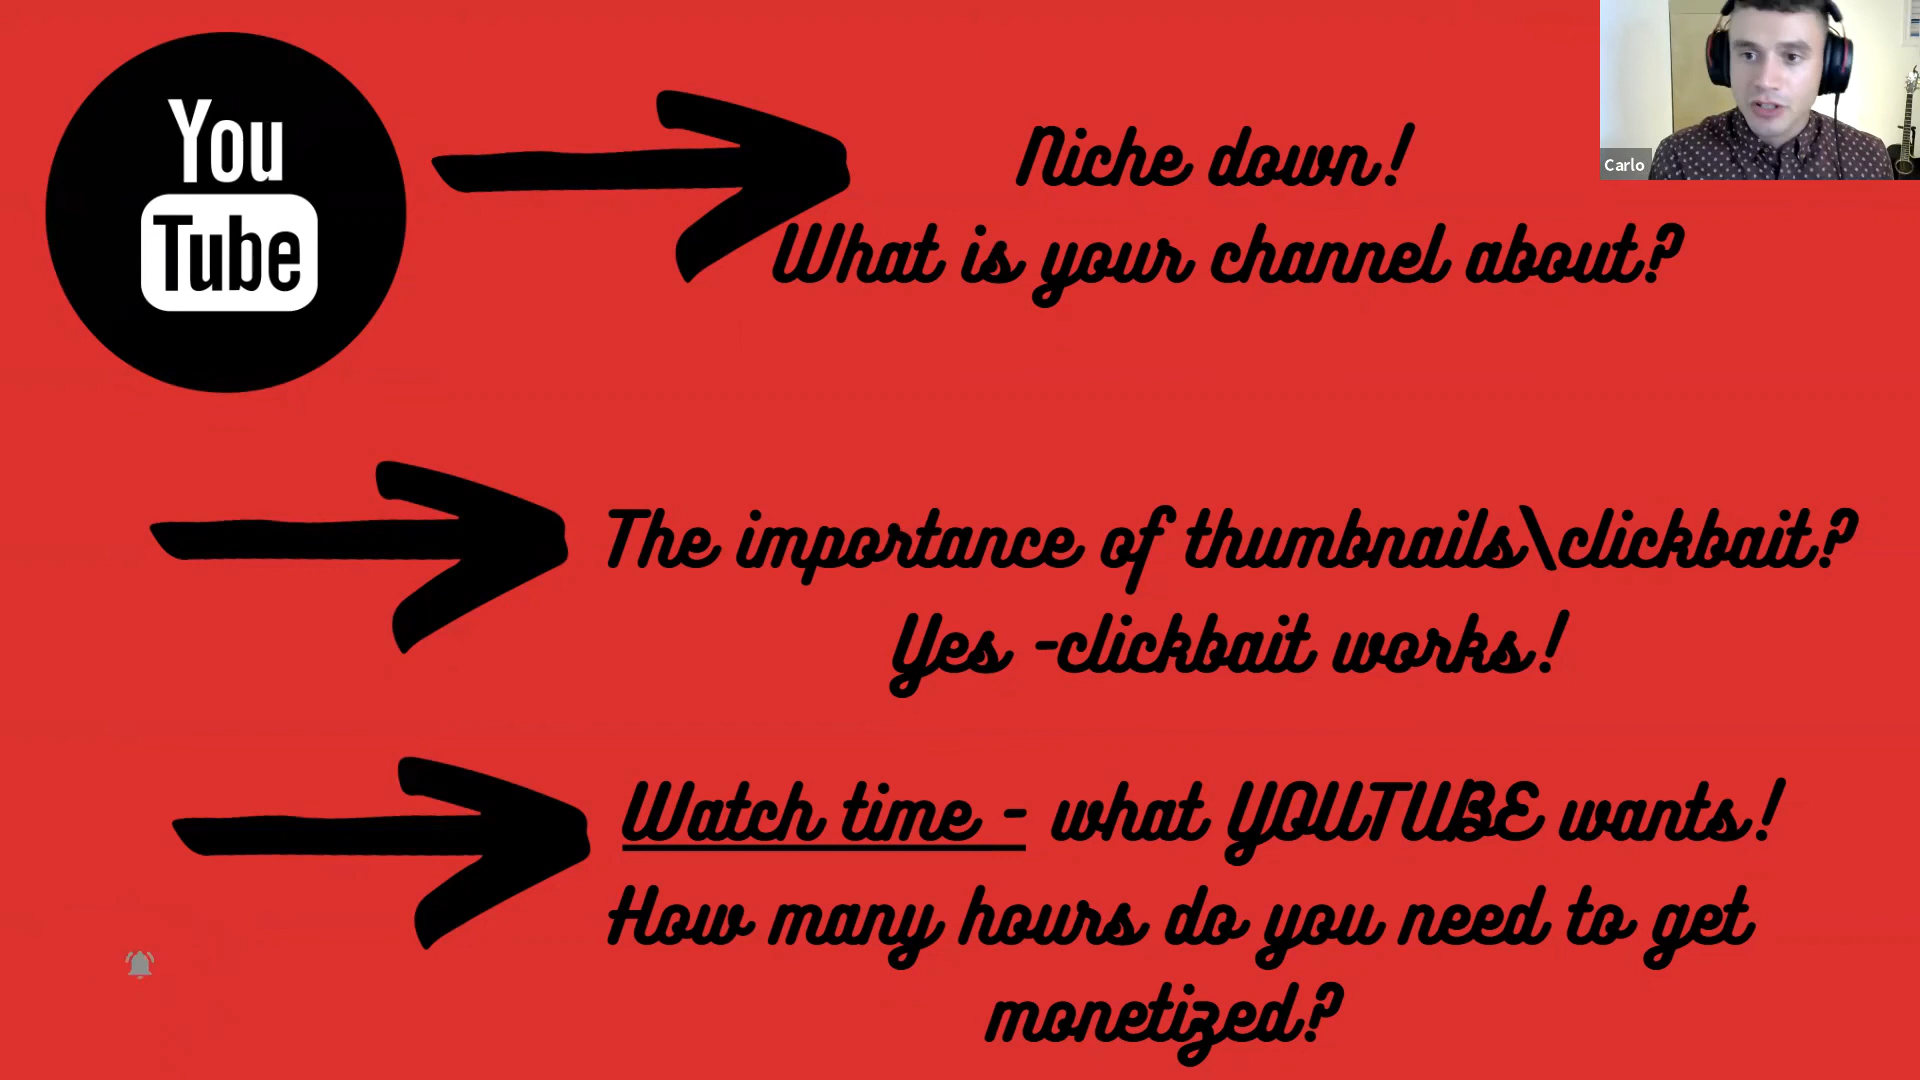 You
Tube
Niche down!
What is your channel about?
Carlo
The importance of thumbnails\clickbait?
Yes -clickbait works!
Watch time - what YOUTUBE wants!
How many hours do you need to get
monetized?